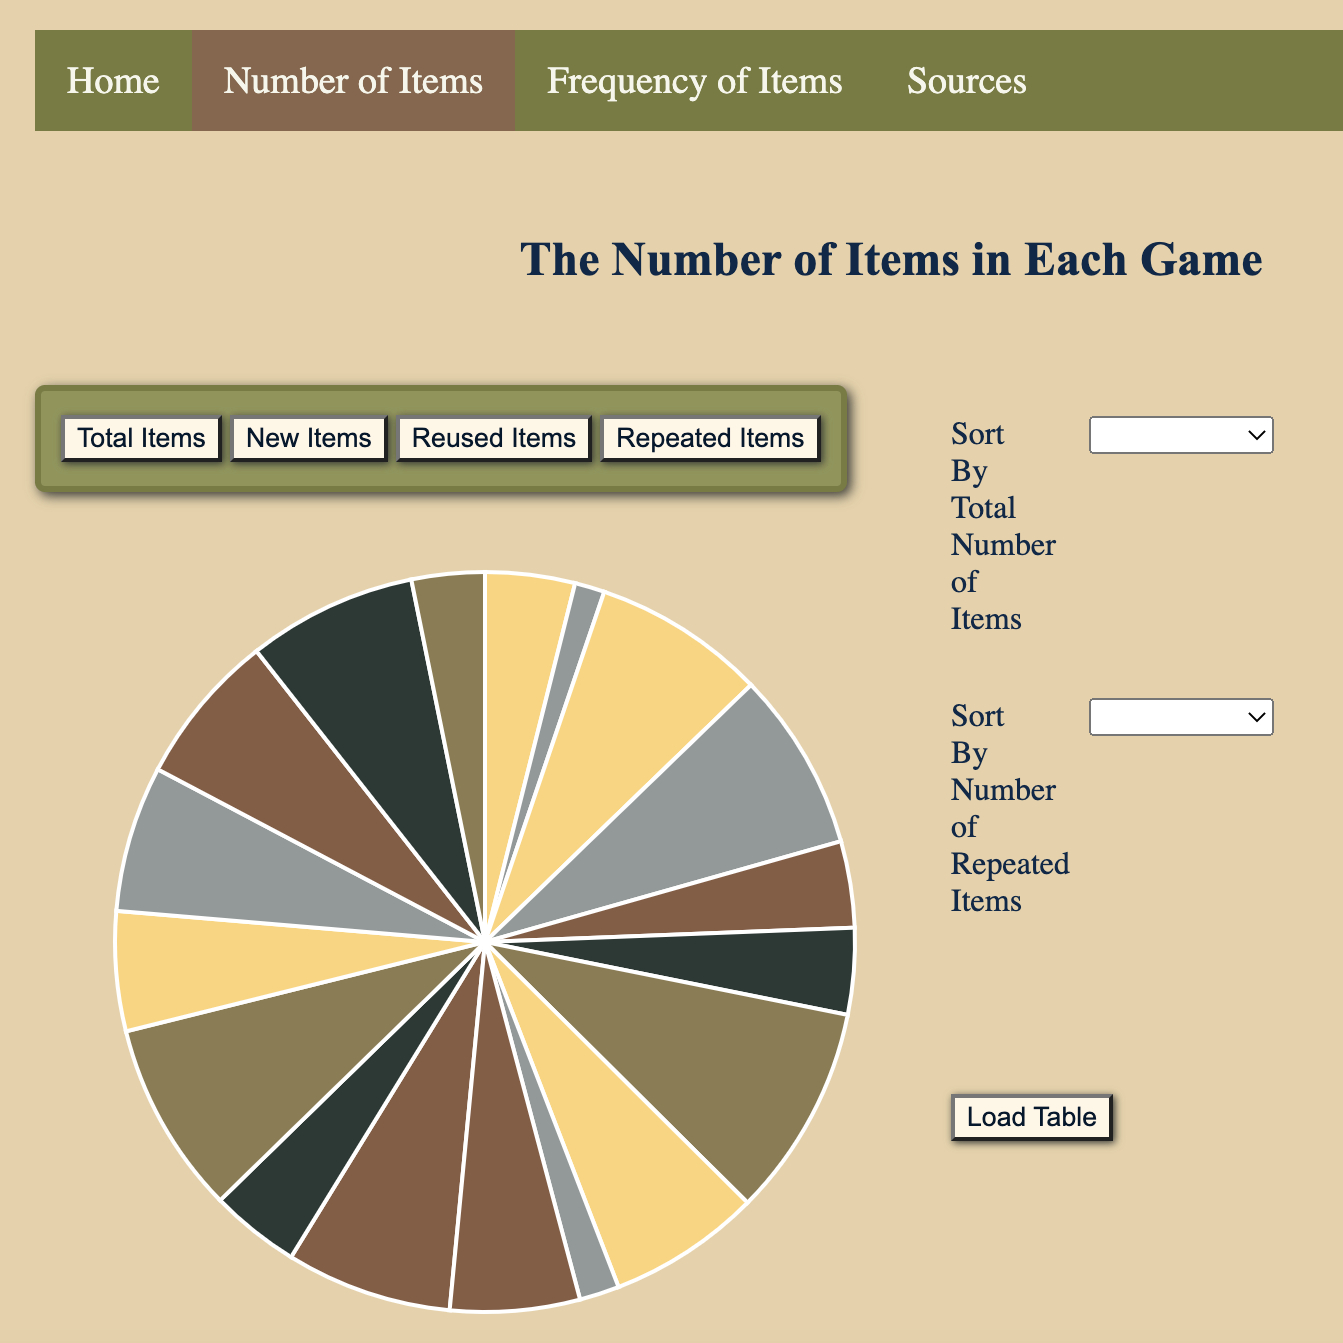 Home Number of Items Frequency of Items Sources
The Number of Items in Each Game
Total Items New Items Reused Items Repeated Items
Sort
By
Total
Number
of
Items
Sort
By
Number
of
Repeated
Items
Load Table